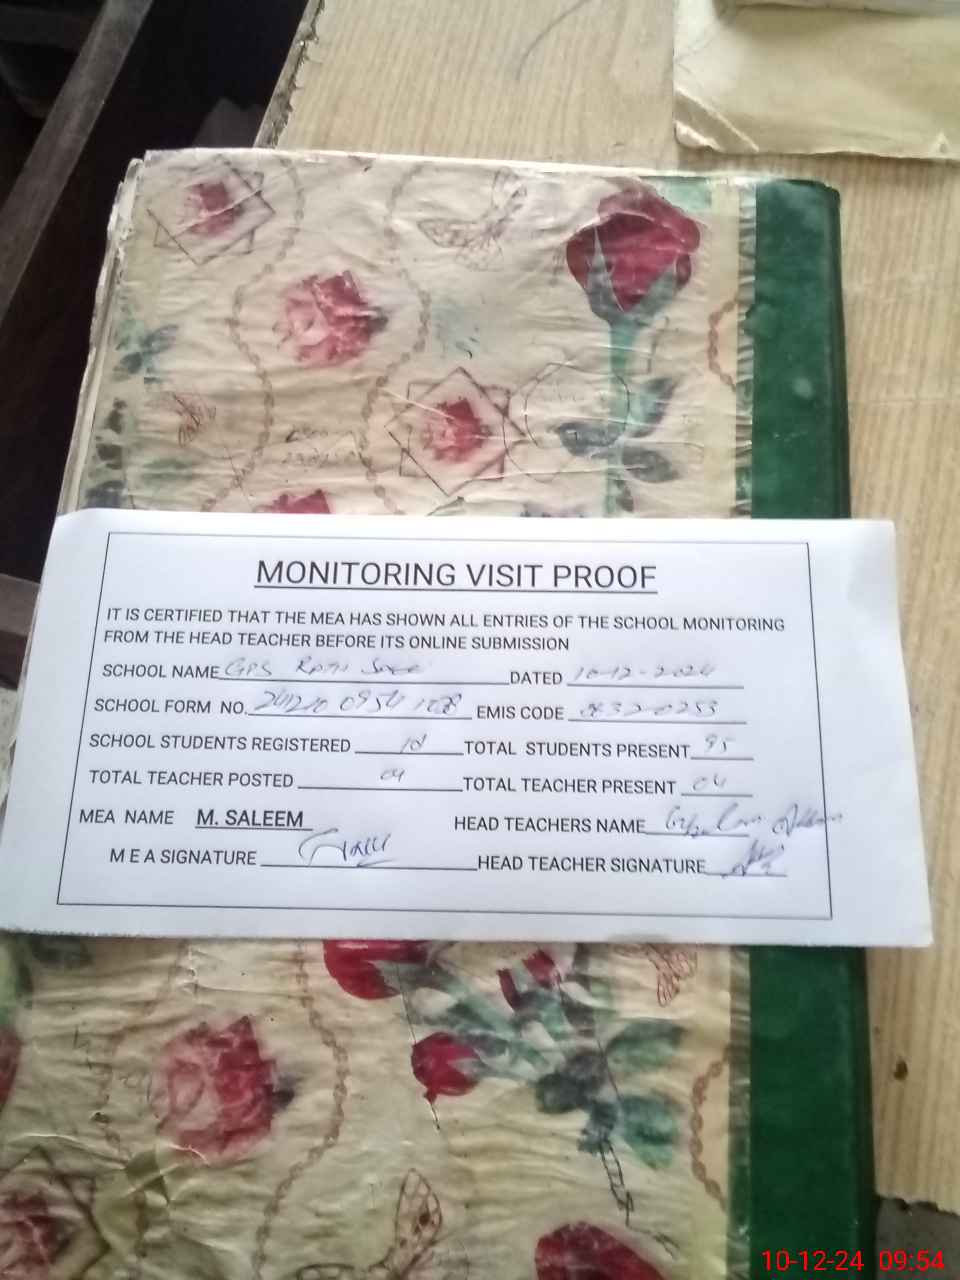 MONITORING VISIT PROOF
IT IS CERTIFIED THAT THE MEA HAS SHOWN ALL ENTRIES OF THE SCHOOL MONITORING
FROM THE HEAD TEACHER BEFORE ITS ONLINE SUBMISSION
SCHOOL NAME GPS DATED 10-12-2024
SCHOOL FORM NO. EMIS CODE
SCHOOL STUDENTS REGISTERED TOTAL STUDENTS PRESENT 95
TOTAL TEACHER POSTED 04 TOTAL TEACHER PRESENT 04
MEA NAME M. SALEEM HEAD TEACHERS NAME
M E A SIGNATURE HEAD TEACHER SIGNATURE
10-12-24 09:54